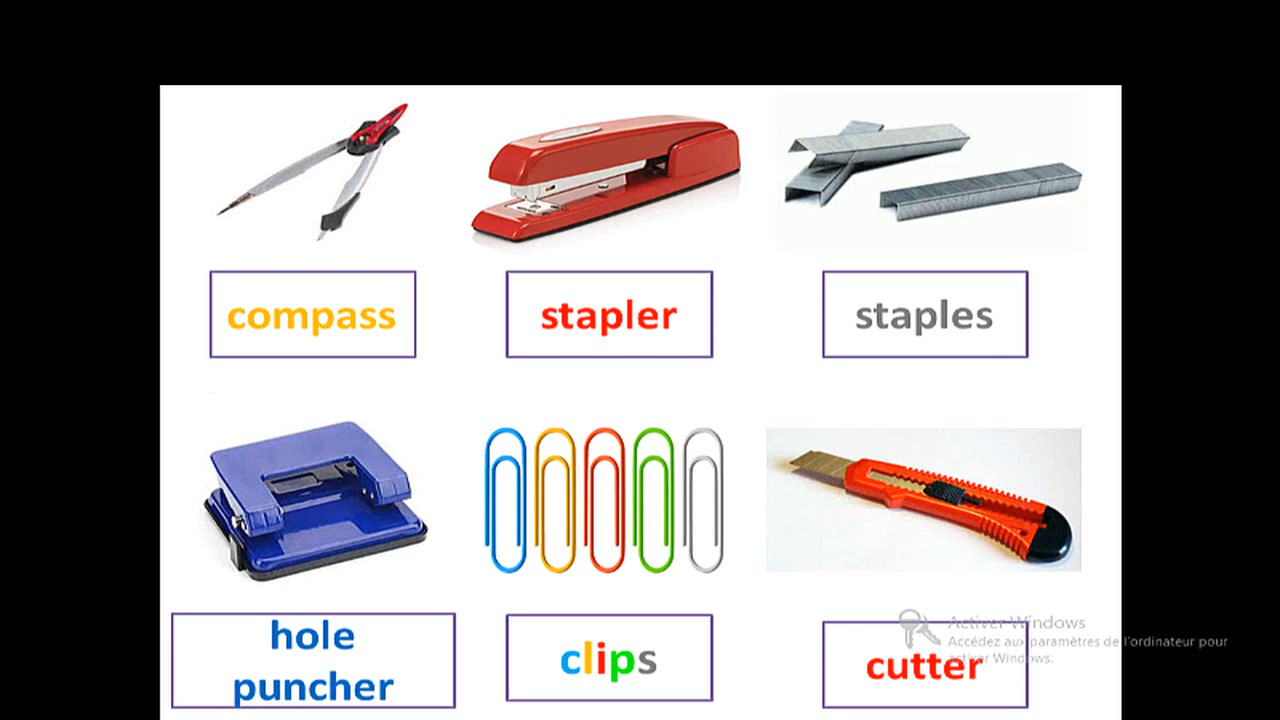 compass
stapler
staples
hole
puncher
clips
cutter
Activer Windows
Accédez aux paramètres de l'ordinateur pour
activer Windows.